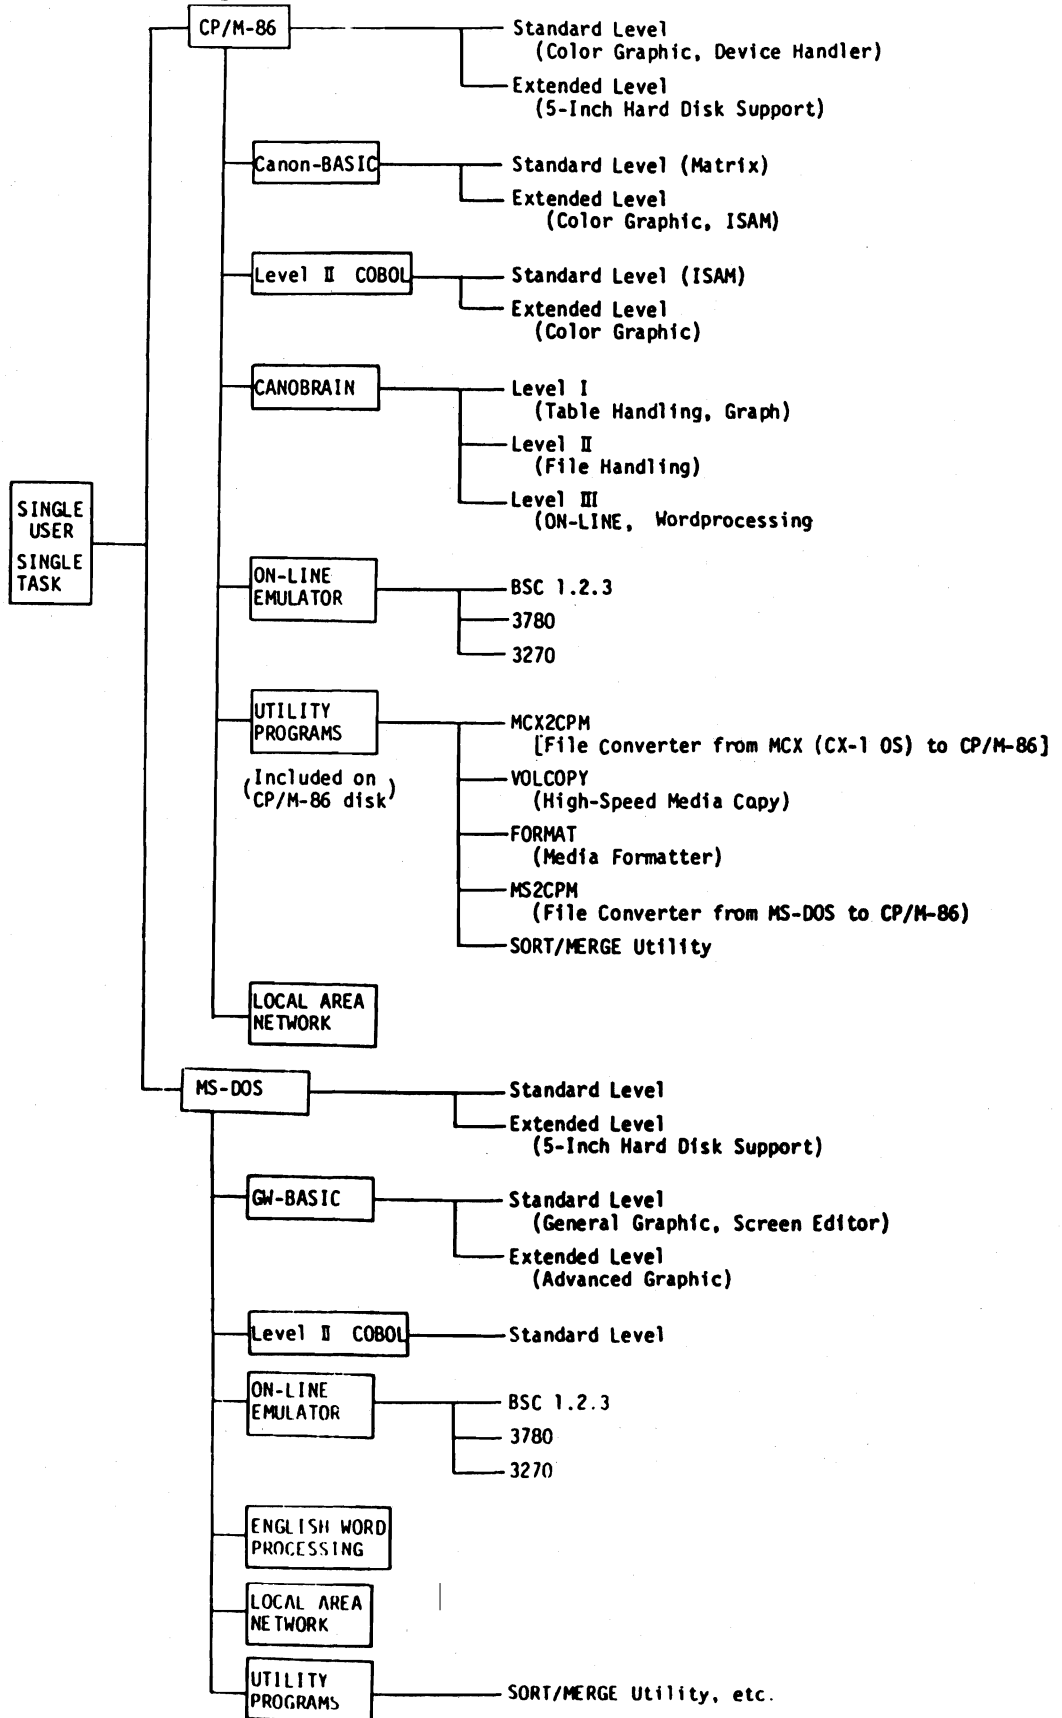 CP/M-86
Standard Level
(Color Graphic, Device Handler)
Extended Level
(5-Inch Hard Disk Support)
Canon-BASIC
Standard Level (Matrix)
Extended Level
(Color Graphic, ISAM)
Level II COBOL
Standard Level (ISAM)
Extended Level
(Color Graphic)
CANOBRAIN
Level I
(Table Handling, Graph)
Level II
(File Handling)
Level III
(ON-LINE, Wordprocessing
SINGLE
USER
SINGLE
TASK
ON-LINE
EMULATOR
BSC 1.2.3
3780
3270
UTILITY
PROGRAMS
(Included on
CP/M-86 disk)
MCX2CPM
[File Converter from MCX (CX-1 OS) to CP/M-86]
VOLCOPY
(High-Speed Media Copy)
FORMAT
(Media Formatter)
MS2CPM
(File Converter from MS-DOS to CP/M-86)
SORT/MERGE Utility
LOCAL AREA
NETWORK
MS-DOS
Standard Level
Extended Level
(5-Inch Hard Disk Support)
GW-BASIC
Standard Level
(General Graphic, Screen Editor)
Extended Level
(Advanced Graphic)
Level II COBOL
Standard Level
ON-LINE
EMULATOR
BSC 1.2.3
3780
3270
ENGLISH WORD
PROCESSING
LOCAL AREA
NETWORK
UTILITY
PROGRAMS
SORT/MERGE Utility, etc.